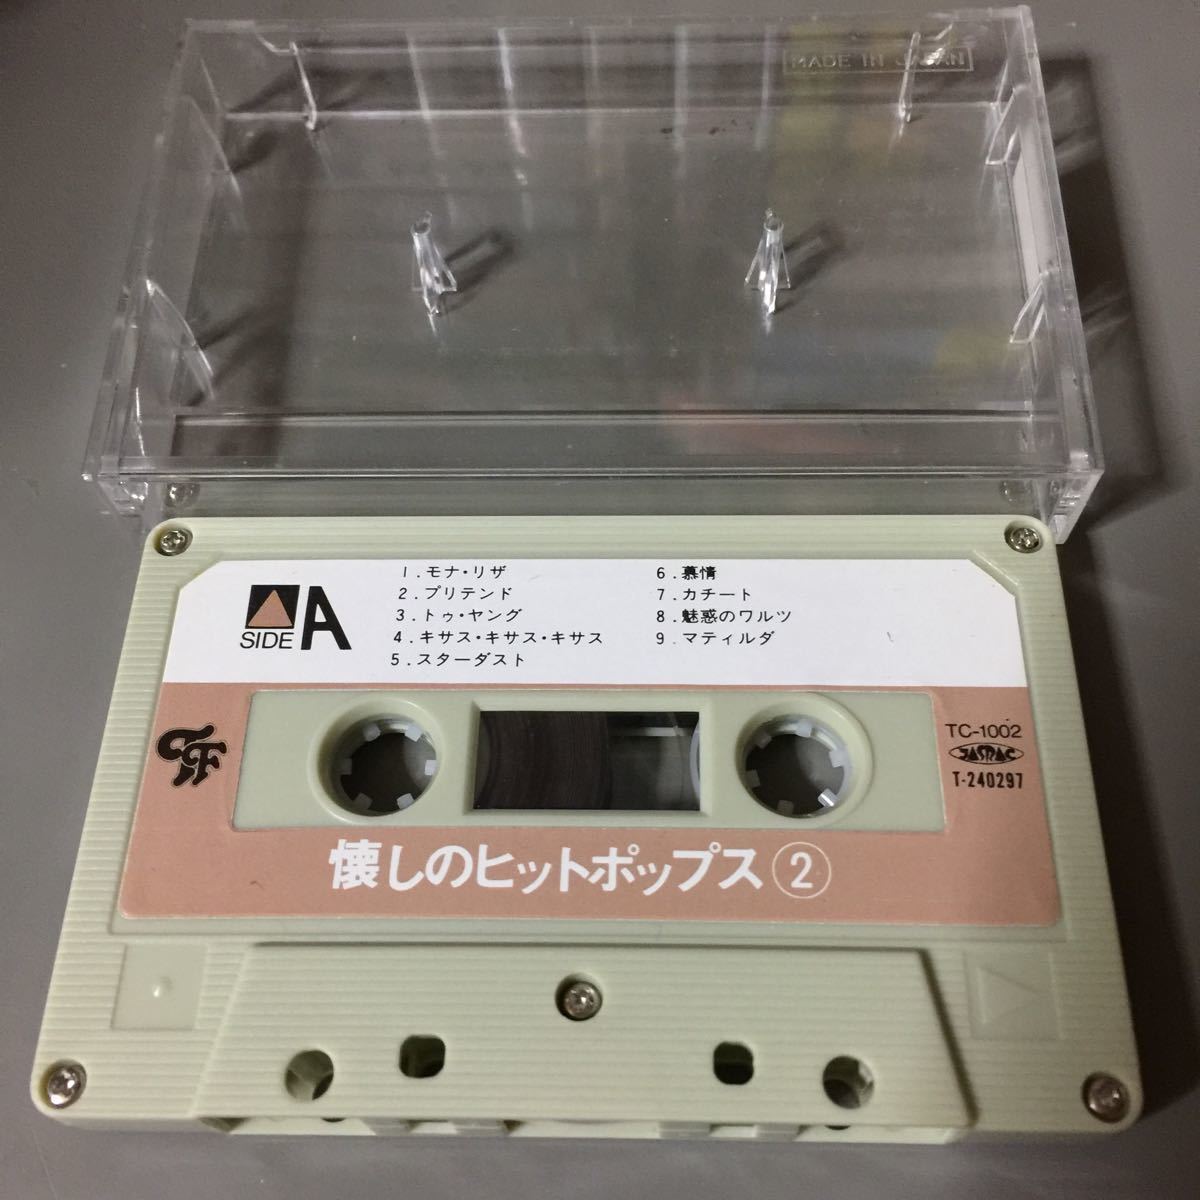 MADE IN JAPAN
SIDE A
1.モナ・リザ
2.プリテンド
3.トゥ・ヤング
4.キサス・キサス・キサス
5.スターダスト
6.慕情
7.カチート
8.魅惑のワルツ
9.マティルダ
TC-1002
JASRAC
T-240297
懐しのヒットポップス②